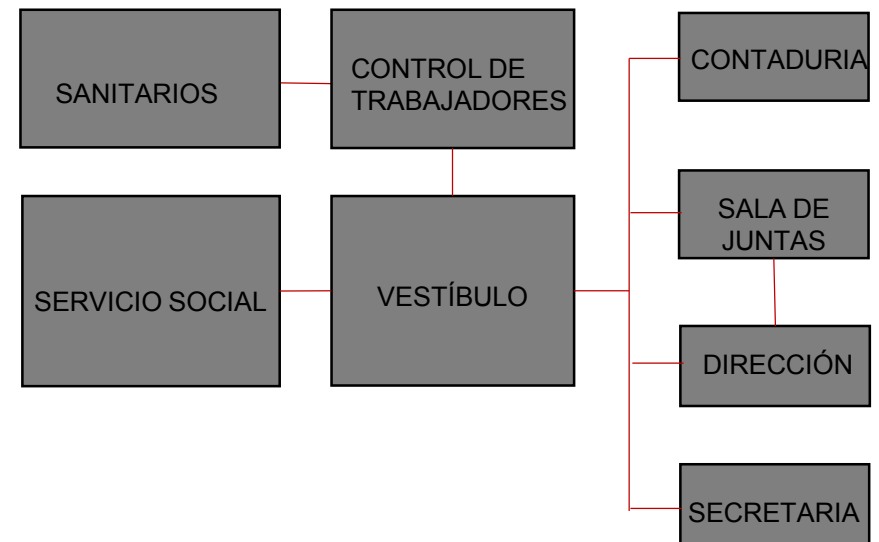 SANITARIOS
CONTROL DE
TRABAJADORES
CONTADURIA
SERVICIO SOCIAL
VESTÍBULO
SALA DE
JUNTAS
DIRECCIÓN
SECRETARIA